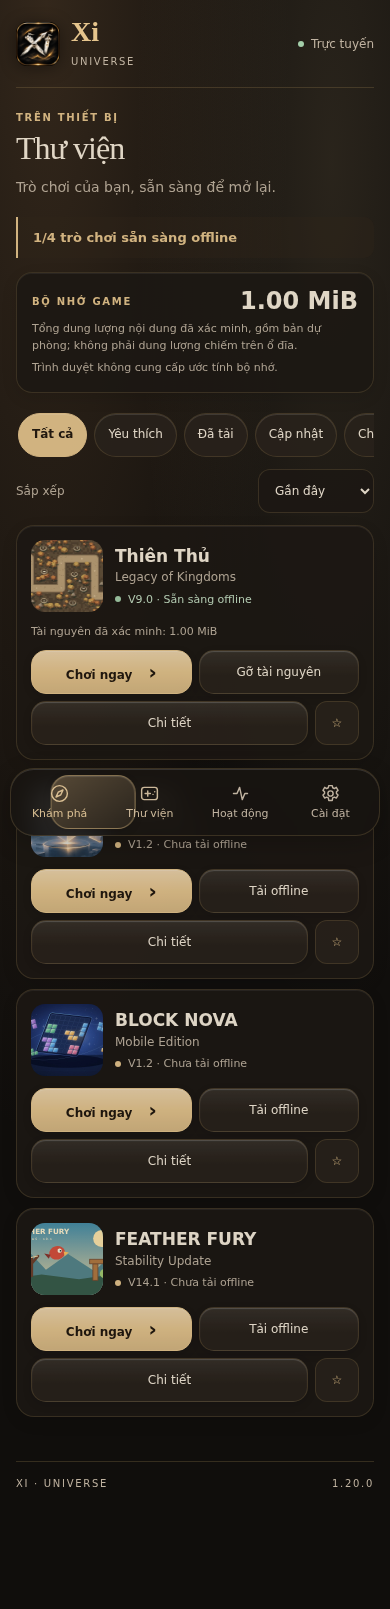 Xi
UNIVERSE
Trực tuyến
TRÊN THIẾT BỊ
Thư viện
Trò chơi của bạn, sẵn sàng để mở lại.
1/4 trò chơi sẵn sàng offline
BỘ NHỚ GAME
1.00 MiB
Tổng dung lượng nội dung đã xác minh, gồm bản dự
phòng; không phải dung lượng chiếm trên ổ đĩa.
Trình duyệt không cung cấp ước tính bộ nhớ.
Tất cả
Yêu thích
Đã tải
Cập nhật
Ch
Sắp xếp
Gần đây
Thiên Thủ
Legacy of Kingdoms
V9.0 · Sẵn sàng offline
Tài nguyên đã xác minh: 1.00 MiB
Chơi ngay ›
Gỡ tài nguyên
Chi tiết
☆
Khám phá
Thư viện
Hoạt động
Cài đặt
V1.2 · Chưa tải offline
Chơi ngay ›
Tải offline
Chi tiết
☆
BLOCK NOVA
Mobile Edition
V1.2 · Chưa tải offline
Chơi ngay ›
Tải offline
Chi tiết
☆
HER FURY
FEATHER FURY
Stability Update
V14.1 · Chưa tải offline
Chơi ngay ›
Tải offline
Chi tiết
☆
XI · UNIVERSE
1.20.0